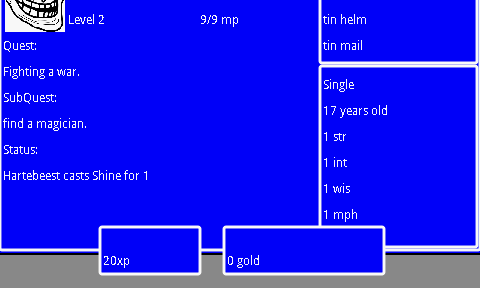 Level 2
9/9 mp
Quest:
Fighting a war.
SubQuest:
find a magician.
Status:
Hartebeest casts Shine for 1
tin helm
tin mail
Single
17 years old
1 str
1 int
1 wis
1 mph
20xp
0 gold